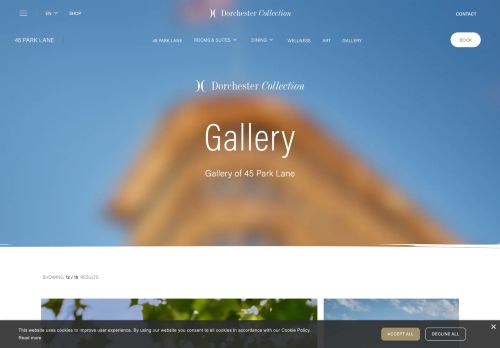 EN
SHOP
Dorchester Collection
CONTACT
45 PARK LANE
45 PARK LANE
ROOMS & SUITES
DINING
WELLNESS
ART
GALLERY
BOOK
Dorchester Collection
Gallery
Gallery of 45 Park Lane
SHOWING 12 / 16 RESULTS
This website uses cookies to improve user experience. By using our website you consent to all cookies in accordance with our Cookie Policy.
Read more
ACCEPT ALL
DECLINE ALL